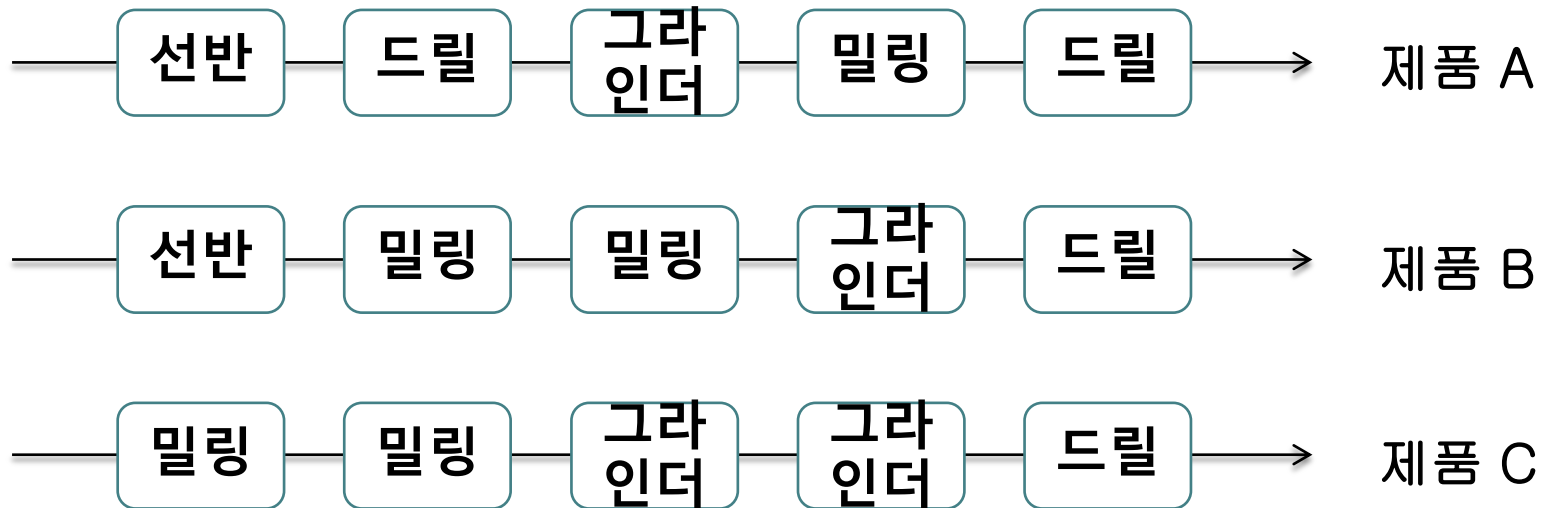 선반 드릴 그라인더 밀링 드릴 제품 A
선반 밀링 밀링 그라인더 드릴 제품 B
밀링 밀링 그라인더 그라인더 드릴 제품 C